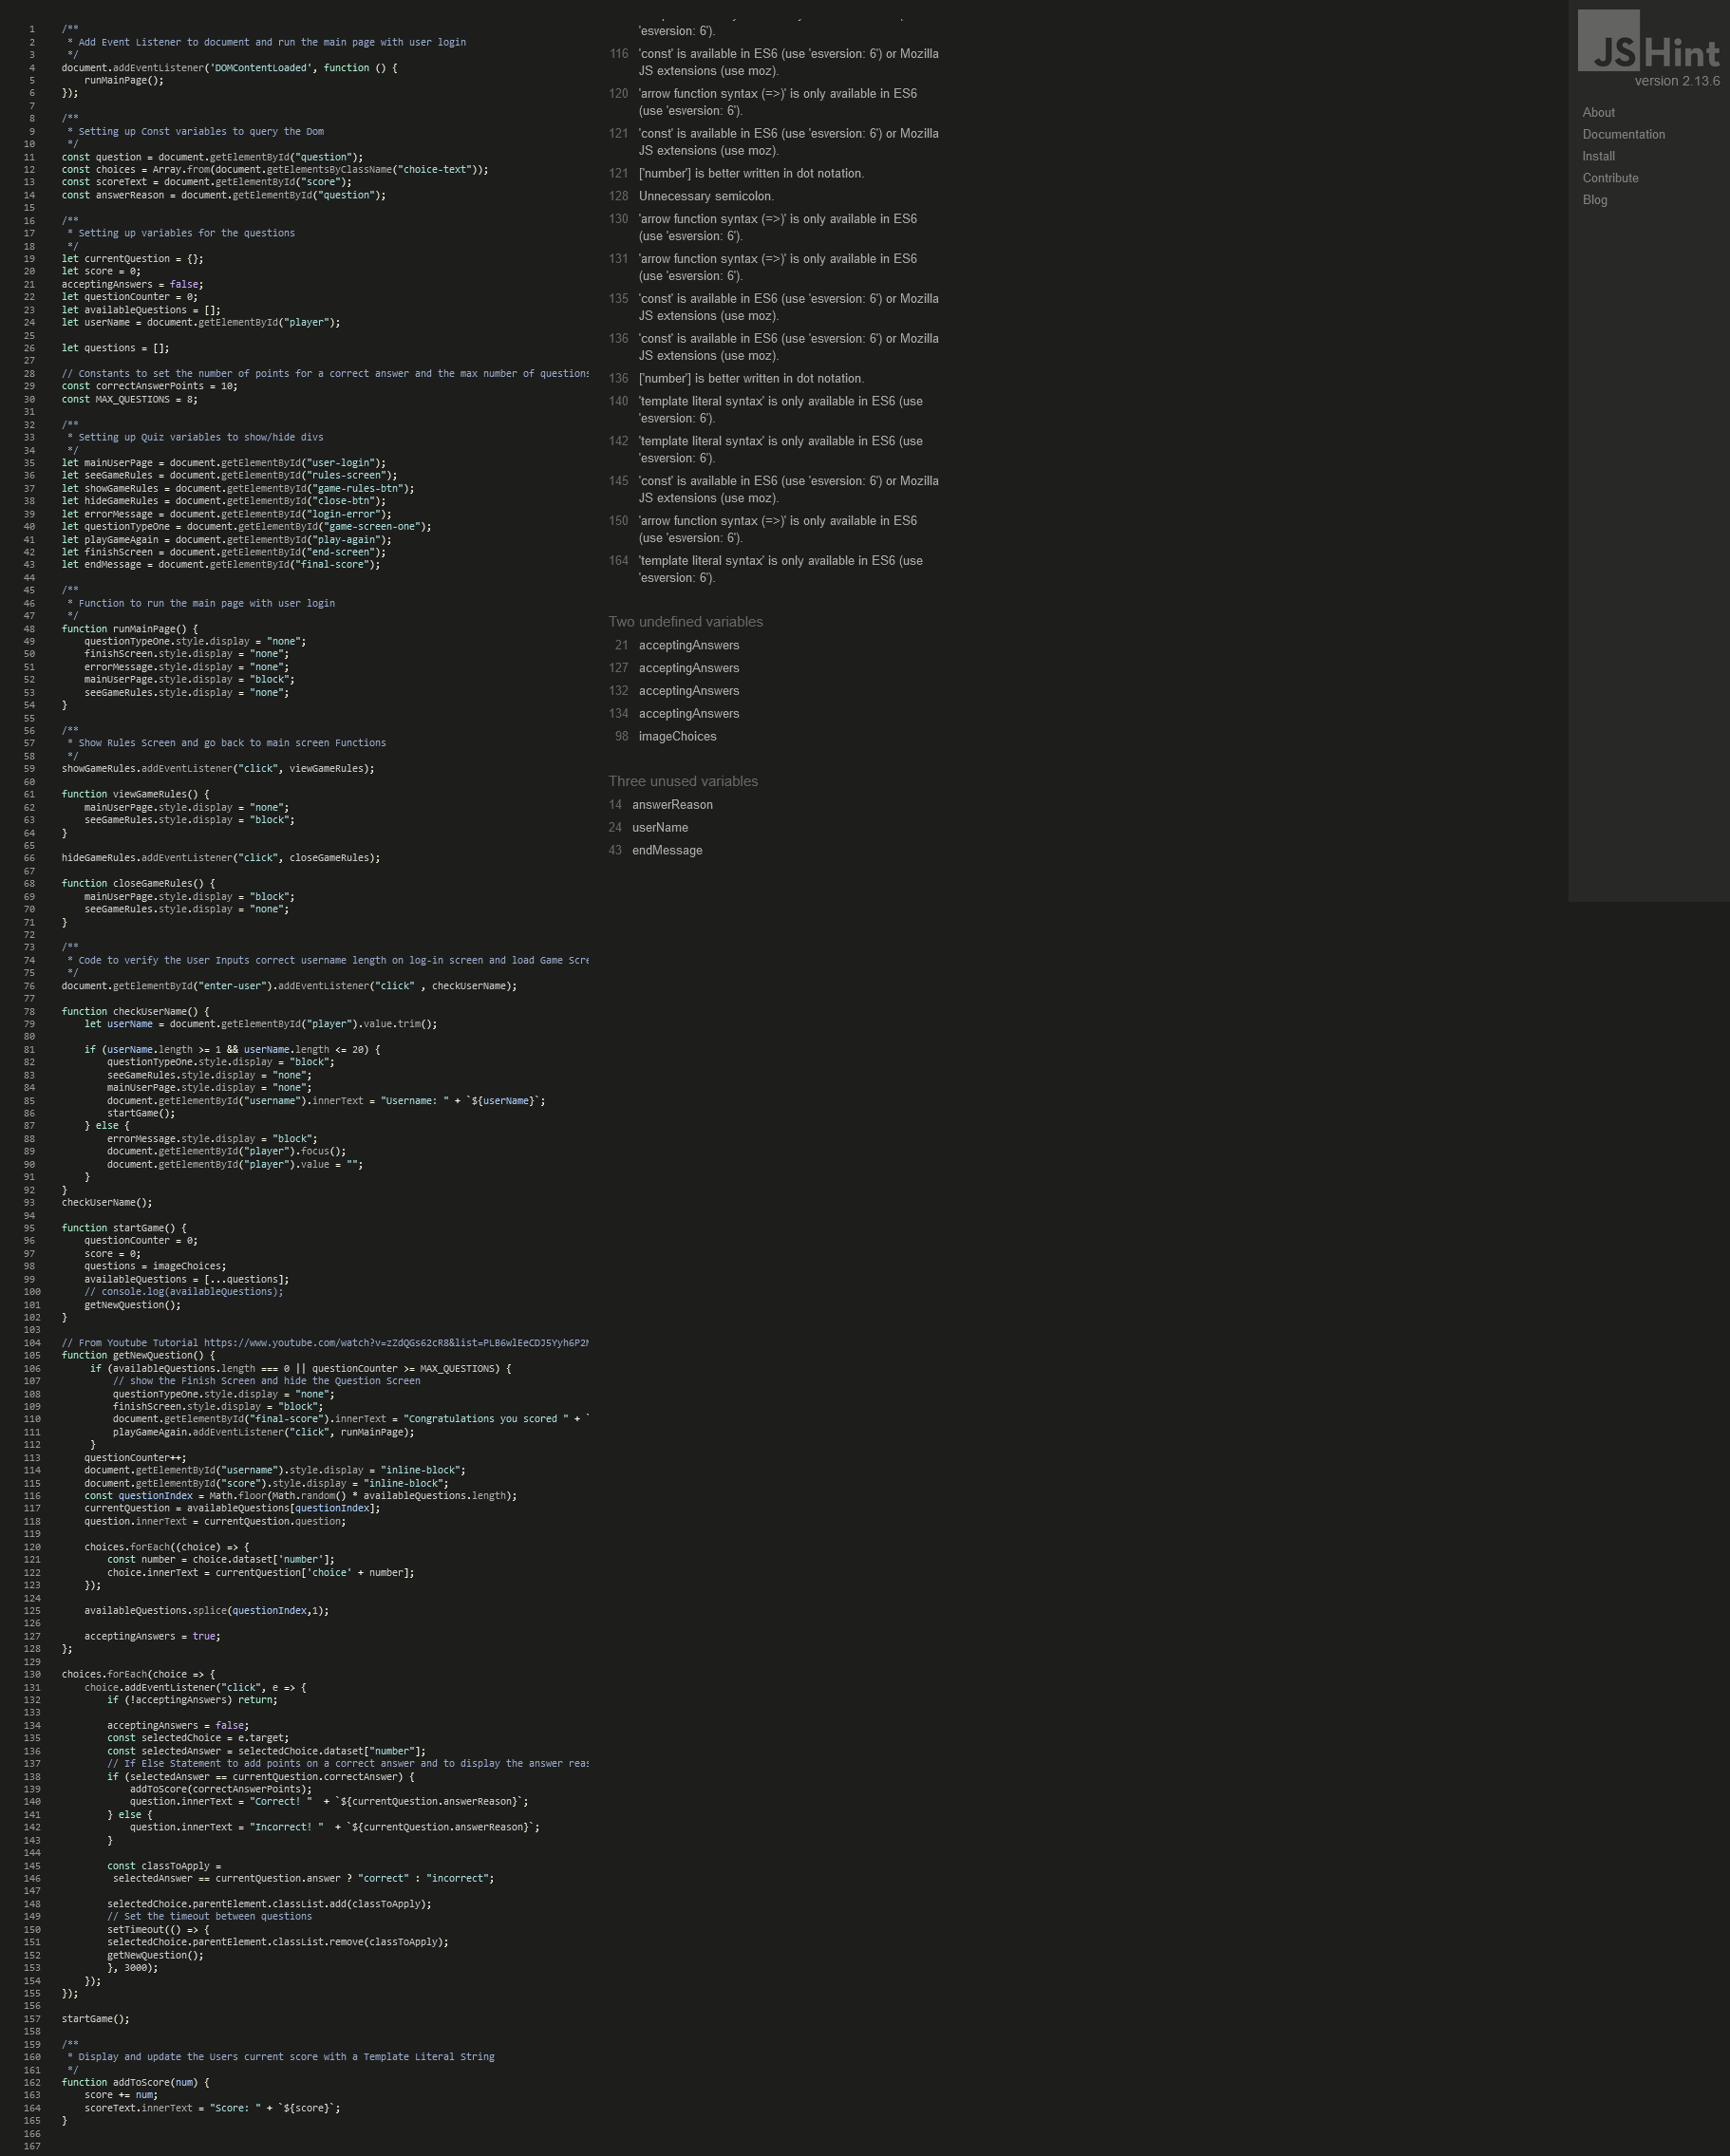 1 /**
2 * Add Event Listener to document and run the main page with user login
3 */
4 document.addEventListener('DOMContentLoaded', function () {
5 runMainPage();
6 });
7
8 /**
9 * Setting up Const variables to query the Dom
10 */
11 const question = document.getElementById("question");
12 const choices = Array.from(document.getElementsByClassName("choice-text"));
13 const scoreText = document.getElementById("score");
14 const answerReason = document.getElementById("question");
15
16 /**
17 * Setting up variables for the questions
18 */
19 let currentQuestion = {};
20 let score = 0;
21 acceptingAnswers = false;
22 let questionCounter = 0;
23 let availableQuestions = [];
24 let userName = document.getElementById("player");
25
26 let questions = [];
27
28 // Constants to set the number of points for a correct answer and the max number of questions
29 const correctAnswerPoints = 10;
30 const MAX_QUESTIONS = 8;
31
32 /**
33 * Setting up Quiz variables to show/hide divs
34 */
35 let mainUserPage = document.getElementById("user-login");
36 let seeGameRules = document.getElementById("rules-screen");
37 let showGameRules = document.getElementById("game-rules-btn");
38 let hideGameRules = document.getElementById("close-btn");
39 let errorMessage = document.getElementById("login-error");
40 let questionTypeOne = document.getElementById("game-screen-one");
41 let playGameAgain = document.getElementById("play-again");
42 let finishScreen = document.getElementById("end-screen");
43 let endMessage = document.getElementById("final-score");
44
45 /**
46 * Function to run the main page with user login
47 */
48 function runMainPage() {
49 questionTypeOne.style.display = "none";
50 finishScreen.style.display = "none";
51 errorMessage.style.display = "none";
52 mainUserPage.style.display = "block";
53 seeGameRules.style.display = "none";
54 }
55
56 /**
57 * Show Rules Screen and go back to main screen Functions
58 */
59 showGameRules.addEventListener("click", viewGameRules);
60
61 function viewGameRules() {
62 mainUserPage.style.display = "none";
63 seeGameRules.style.display = "block";
64 }
65
66 hideGameRules.addEventListener("click", closeGameRules);
67
68 function closeGameRules() {
69 mainUserPage.style.display = "block";
70 seeGameRules.style.display = "none";
71 }
72
73 /**
74 * Code to verify the User Inputs correct username length on log-in screen and load Game Scre
75 */
76 document.getElementById("enter-user").addEventListener("click" , checkUserName);
77
78 function checkUserName() {
79 let userName = document.getElementById("player").value.trim();
80
81 if (userName.length >= 1 && userName.length <= 20) {
82 questionTypeOne.style.display = "block";
83 seeGameRules.style.display = "none";
84 mainUserPage.style.display = "none";
85 document.getElementById("username").innerText = "Username: " + `${userName}`;
86 startGame();
87 } else {
88 errorMessage.style.display = "block";
89 document.getElementById("player").focus();
90 document.getElementById("player").value = "";
91 }
92 }
93 checkUserName();
94
95 function startGame() {
96 questionCounter = 0;
97 score = 0;
98 questions = imageChoices;
99 availableQuestions = [...questions];
100 // console.log(availableQuestions);
101 getNewQuestion();
102 }
103
104 // From Youtube Tutorial https://www.youtube.com/watch?v=zZdQGs62cR8&list=PLB6wlEeCDJ5Yyh6P2
105 function getNewQuestion() {
106 if (availableQuestions.length === 0 || questionCounter >= MAX_QUESTIONS) {
107 // show the Finish Screen and hide the Question Screen
108 questionTypeOne.style.display = "none";
109 finishScreen.style.display = "block";
110 document.getElementById("final-score").innerText = "Congratulations you scored " + `
111 playGameAgain.addEventListener("click", runMainPage);
112 }
113 questionCounter++;
114 document.getElementById("username").style.display = "inline-block";
115 document.getElementById("score").style.display = "inline-block";
116 const questionIndex = Math.floor(Math.random() * availableQuestions.length);
117 currentQuestion = availableQuestions[questionIndex];
118 question.innerText = currentQuestion.question;
119
120 choices.forEach((choice) => {
121 const number = choice.dataset['number'];
122 choice.innerText = currentQuestion['choice' + number];
123 });
124
125 availableQuestions.splice(questionIndex,1);
126
127 acceptingAnswers = true;
128 };
129
130 choices.forEach(choice => {
131 choice.addEventListener("click", e => {
132 if (!acceptingAnswers) return;
133
134 acceptingAnswers = false;
135 const selectedChoice = e.target;
136 const selectedAnswer = selectedChoice.dataset["number"];
137 // If Else Statement to add points on a correct answer and to display the answer rea
138 if (selectedAnswer == currentQuestion.correctAnswer) {
139 addToScore(correctAnswerPoints);
140 question.innerText = "Correct! " + `${currentQuestion.answerReason}`;
141 } else {
142 question.innerText = "Incorrect! " + `${currentQuestion.answerReason}`;
143 }
144
145 const classToApply =
146 selectedAnswer == currentQuestion.answer ? "correct" : "incorrect";
147
148 selectedChoice.parentElement.classList.add(classToApply);
149 // Set the timeout between questions
150 setTimeout(() => {
151 selectedChoice.parentElement.classList.remove(classToApply);
152 getNewQuestion();
153 }, 3000);
154 });
155 });
156
157 startGame();
158
159 /**
160 * Display and update the Users current score with a Template Literal String
161 */
162 function addToScore(num) {
163 score += num;
164 scoreText.innerText = "Score: " + `${score}`;
165 }
166
167
'esversion: 6').
116 'const' is available in ES6 (use 'esversion: 6') or Mozilla
JS extensions (use moz).
120 'arrow function syntax (=>)' is only available in ES6
(use 'esversion: 6').
121 'const' is available in ES6 (use 'esversion: 6') or Mozilla
JS extensions (use moz).
121 ['number'] is better written in dot notation.
128 Unnecessary semicolon.
130 'arrow function syntax (=>)' is only available in ES6
(use 'esversion: 6').
131 'arrow function syntax (=>)' is only available in ES6
(use 'esversion: 6').
135 'const' is available in ES6 (use 'esversion: 6') or Mozilla
JS extensions (use moz).
136 'const' is available in ES6 (use 'esversion: 6') or Mozilla
JS extensions (use moz).
136 ['number'] is better written in dot notation.
140 'template literal syntax' is only available in ES6 (use
'esversion: 6').
142 'template literal syntax' is only available in ES6 (use
'esversion: 6').
145 'const' is available in ES6 (use 'esversion: 6') or Mozilla
JS extensions (use moz).
150 'arrow function syntax (=>)' is only available in ES6
(use 'esversion: 6').
164 'template literal syntax' is only available in ES6 (use
'esversion: 6').
Two undefined variables
21 acceptingAnswers
127 acceptingAnswers
132 acceptingAnswers
134 acceptingAnswers
98 imageChoices
Three unused variables
14 answerReason
24 userName
43 endMessage
JSHint
version 2.13.6
About
Documentation
Install
Contribute
Blog